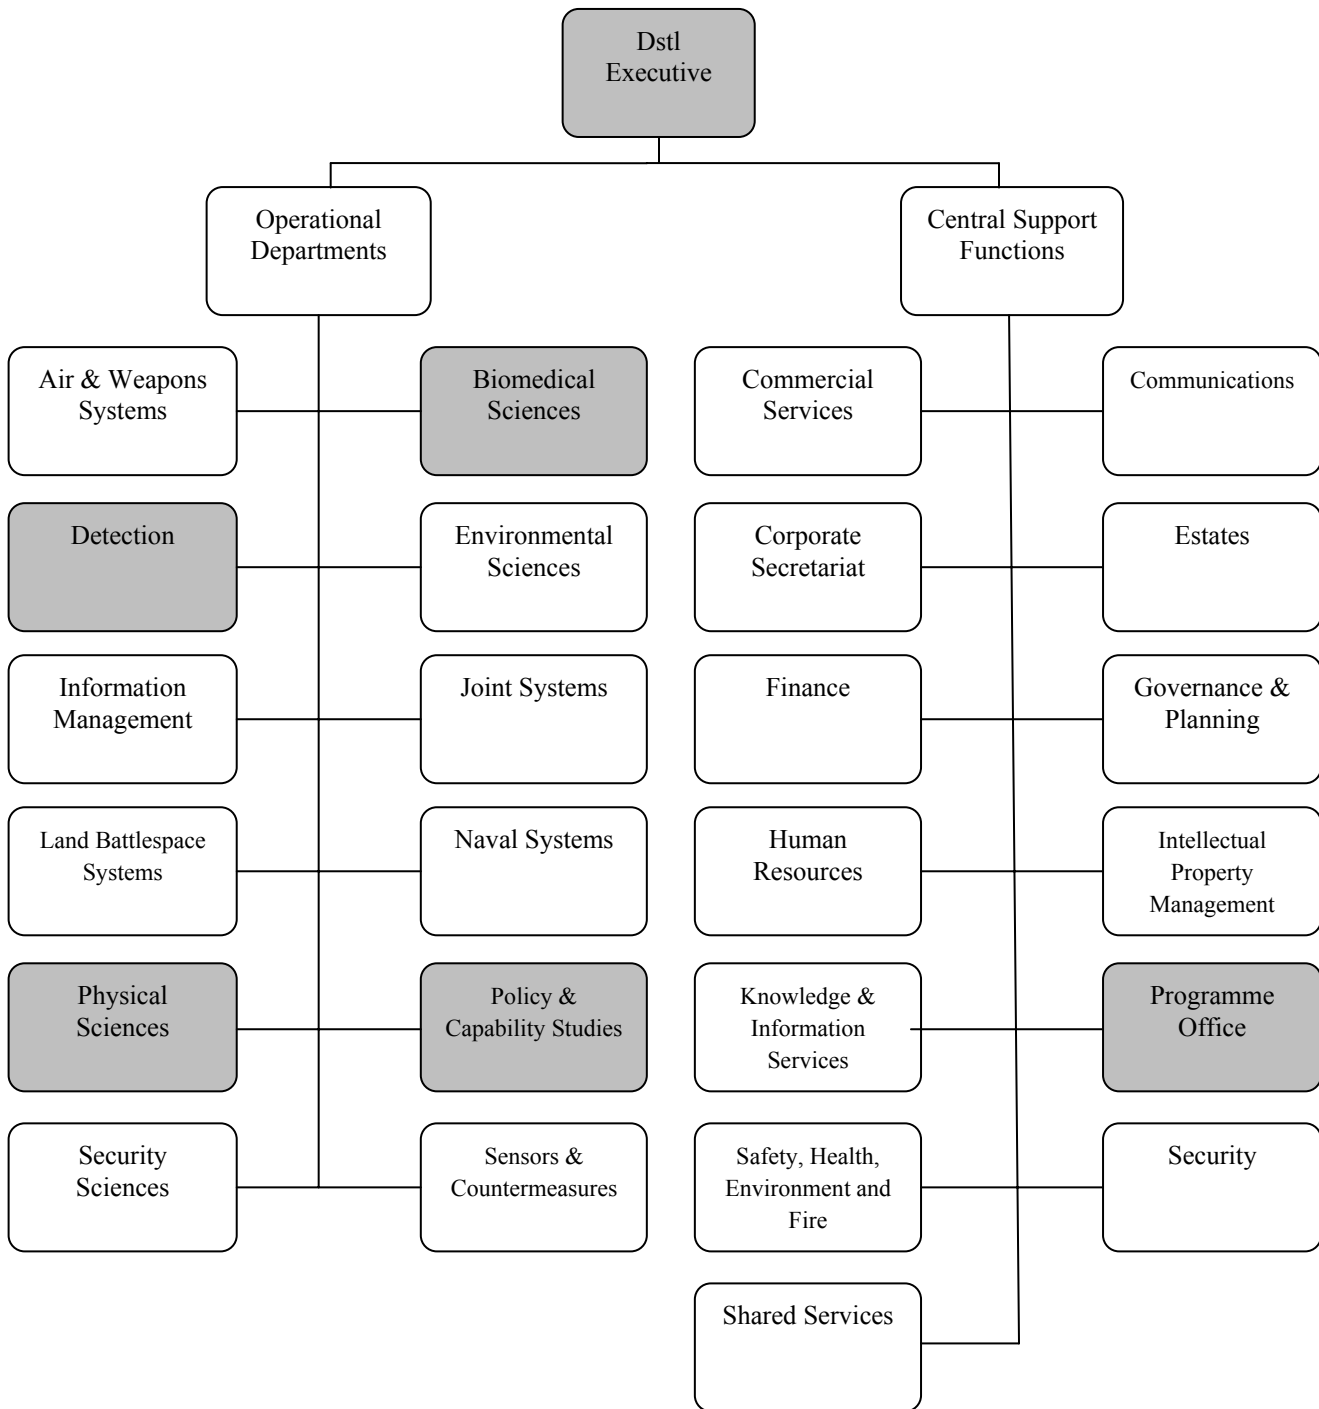 Dstl
Executive
Operational
Departments
Central Support
Functions
Air & Weapons
Systems
Biomedical
Sciences
Commercial
Services
Communications
Detection
Environmental
Sciences
Corporate
Secretariat
Estates
Information
Management
Joint Systems
Finance
Governance &
Planning
Land Battlespace
Systems
Naval Systems
Human
Resources
Intellectual
Property
Management
Physical
Sciences
Policy &
Capability Studies
Knowledge &
Information
Services
Programme
Office
Security
Sciences
Sensors &
Countermeasures
Safety, Health,
Environment and
Fire
Security
Shared Services